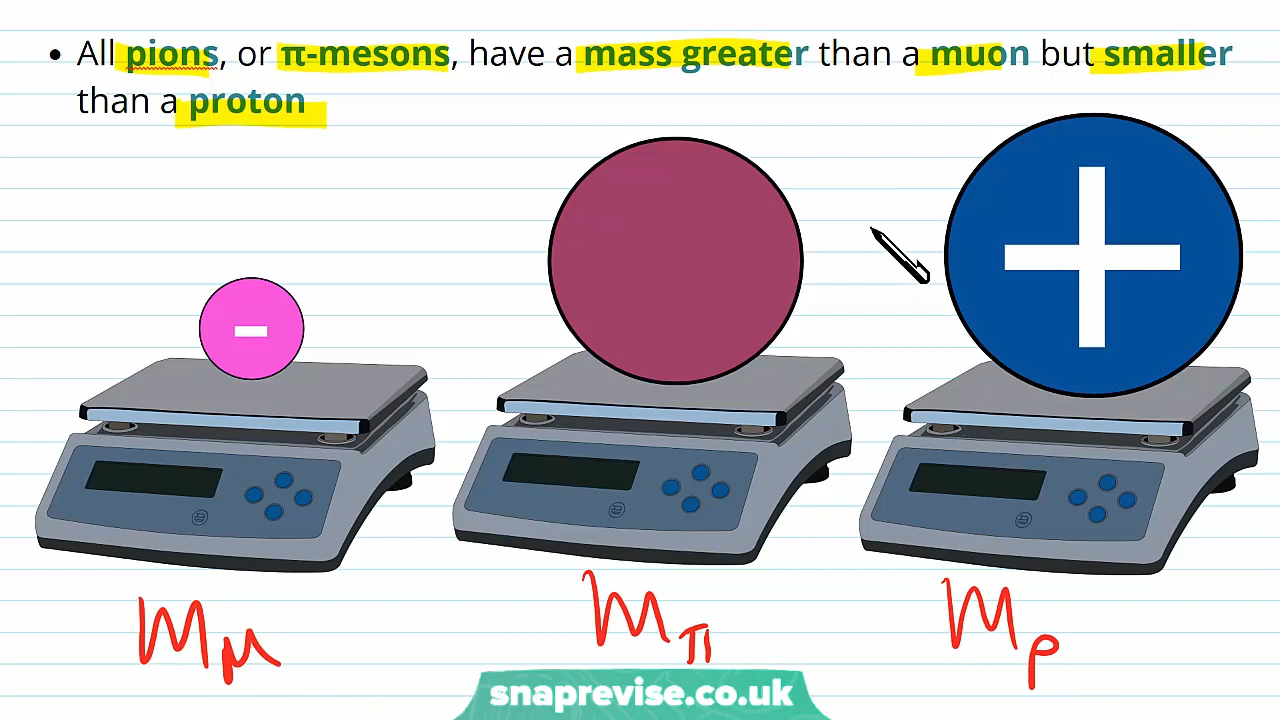 • All pions, or π-mesons, have a mass greater than a muon but smaller
than a proton
-
+
Mμ
Mπ
Mp
snaprevise.co.uk